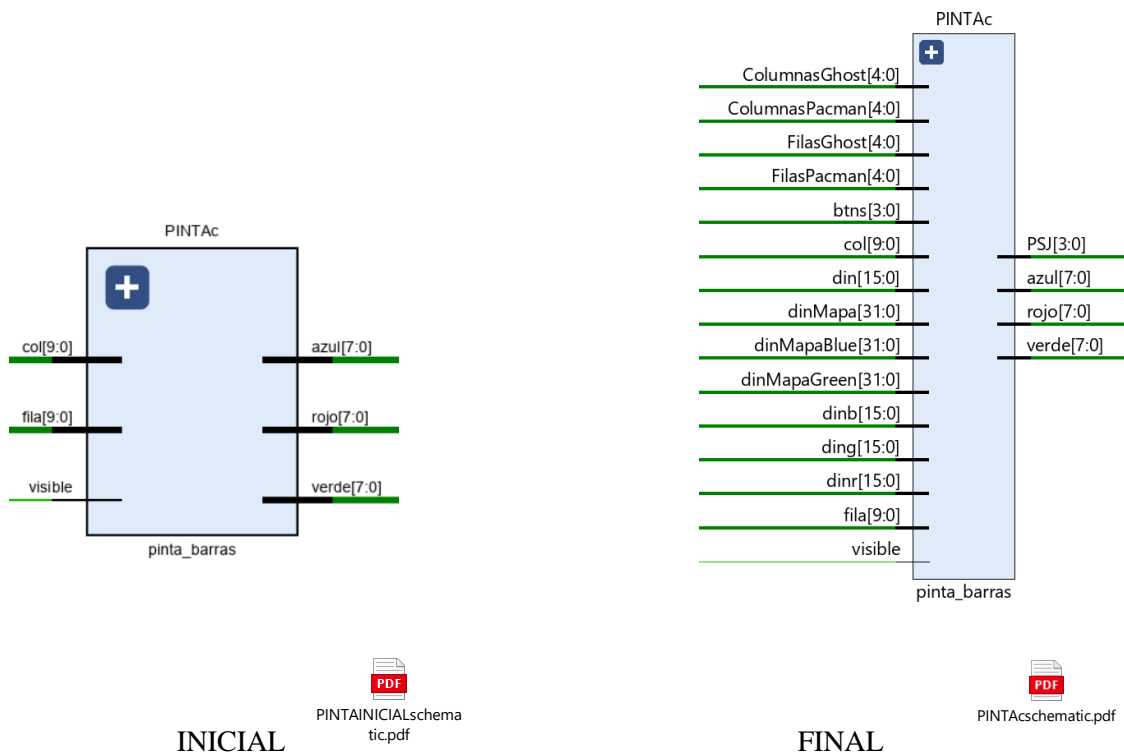 PINTAc
col[9:0]
fila[9:0]
visible
azul[7:0]
rojo[7:0]
verde[7:0]
pinta_barras
PDF
PINTAINICIALschema
tic.pdf
INICIAL
PINTAc
ColumnasGhost[4:0]
ColumnasPacman[4:0]
FilasGhost[4:0]
FilasPacman[4:0]
btns[3:0]
col[9:0]
din[15:0]
dinMapa[31:0]
dinMapaBlue[31:0]
dinMapaGreen[31:0]
dinb[15:0]
ding[15:0]
dinr[15:0]
fila[9:0]
visible
PSJ[3:0]
azul[7:0]
rojo[7:0]
verde[7:0]
pinta_barras
PDF
PINTAcschematic.pdf
FINAL